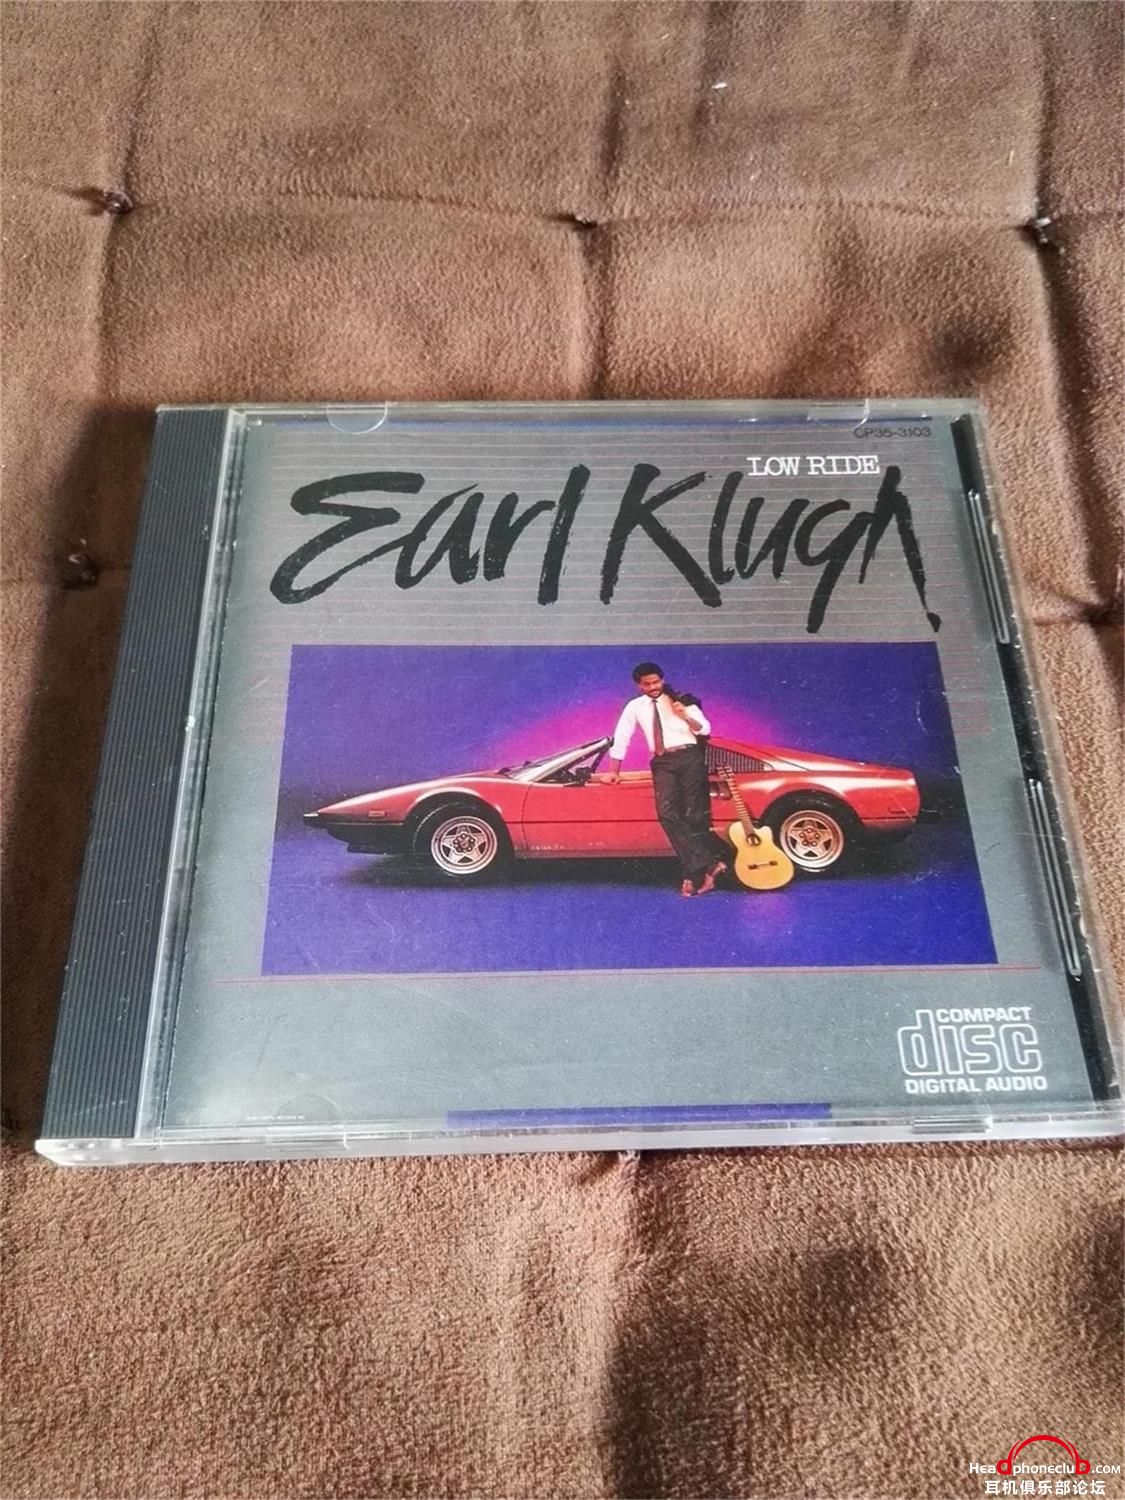 CP35-3103
LOW RIDE
Earl Klugh
COMPACT
disc
DIGITAL AUDIO
Headphoneclub.com
耳机俱乐部论坛